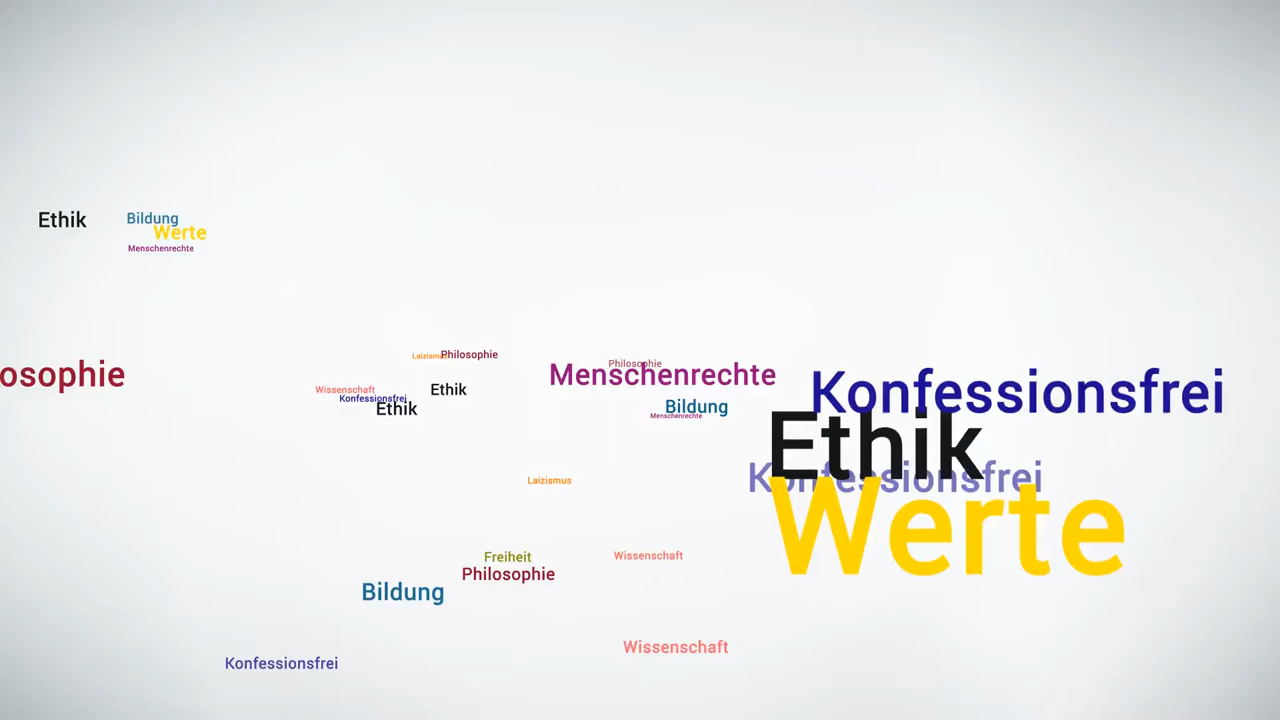 Ethik
Bildung
Werte
Menschenrechte
Laizismus
Philosophie
Philosophie
Menschenrechte
osophie
Wissenschaft
Ethik
Konfessionsfrei
Ethik
Bildung
Menschenrechte
Konfessionsfrei
Ethik
Konfessionsfrei
Laizismus
Werte
Freiheit
Wissenschaft
Philosophie
Bildung
Wissenschaft
Konfessionsfrei